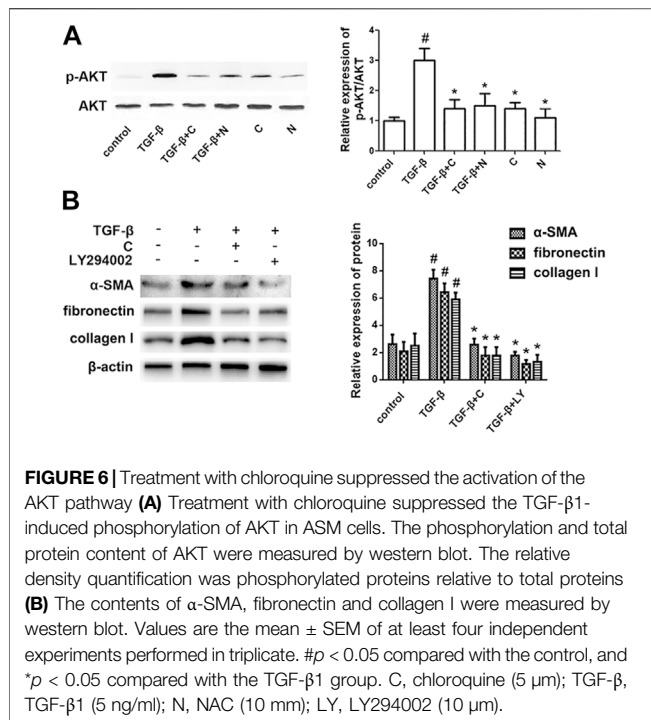 A
p-AKT
AKT
control
TGF-β
TGF-β+C
TGF-β+N
C
N
Relative expression of
p-AKT/AKT
4
3
2
1
0
#
*
*
*
*
control
TGF-β
TGF-β+C
TGF-β+N
C
N
B
TGF-β - + + +
C - - + -
LY294002 - - - +
α-SMA
fibronectin
collagen I
β-actin
Relative expression of protein
10
8
6
4
2
0
α-SMA
fibronectin
collagen I
# # #
* * *
* * *
control
TGF-β
TGF-β+C
TGF-β+LY
FIGURE 6 | Treatment with chloroquine suppressed the activation of the
AKT pathway (A) Treatment with chloroquine suppressed the TGF-β1-
induced phosphorylation of AKT in ASM cells. The phosphorylation and total
protein content of AKT were measured by western blot. The relative
density quantification was phosphorylated proteins relative to total proteins
(B) The contents of α-SMA, fibronectin and collagen I were measured by
western blot. Values are the mean ± SEM of at least four independent
experiments performed in triplicate. #p < 0.05 compared with the control, and
*p < 0.05 compared with the TGF-β1 group. C, chloroquine (5 μm); TGF-β,
TGF-β1 (5 ng/ml); N, NAC (10 mm); LY, LY294002 (10 μm).